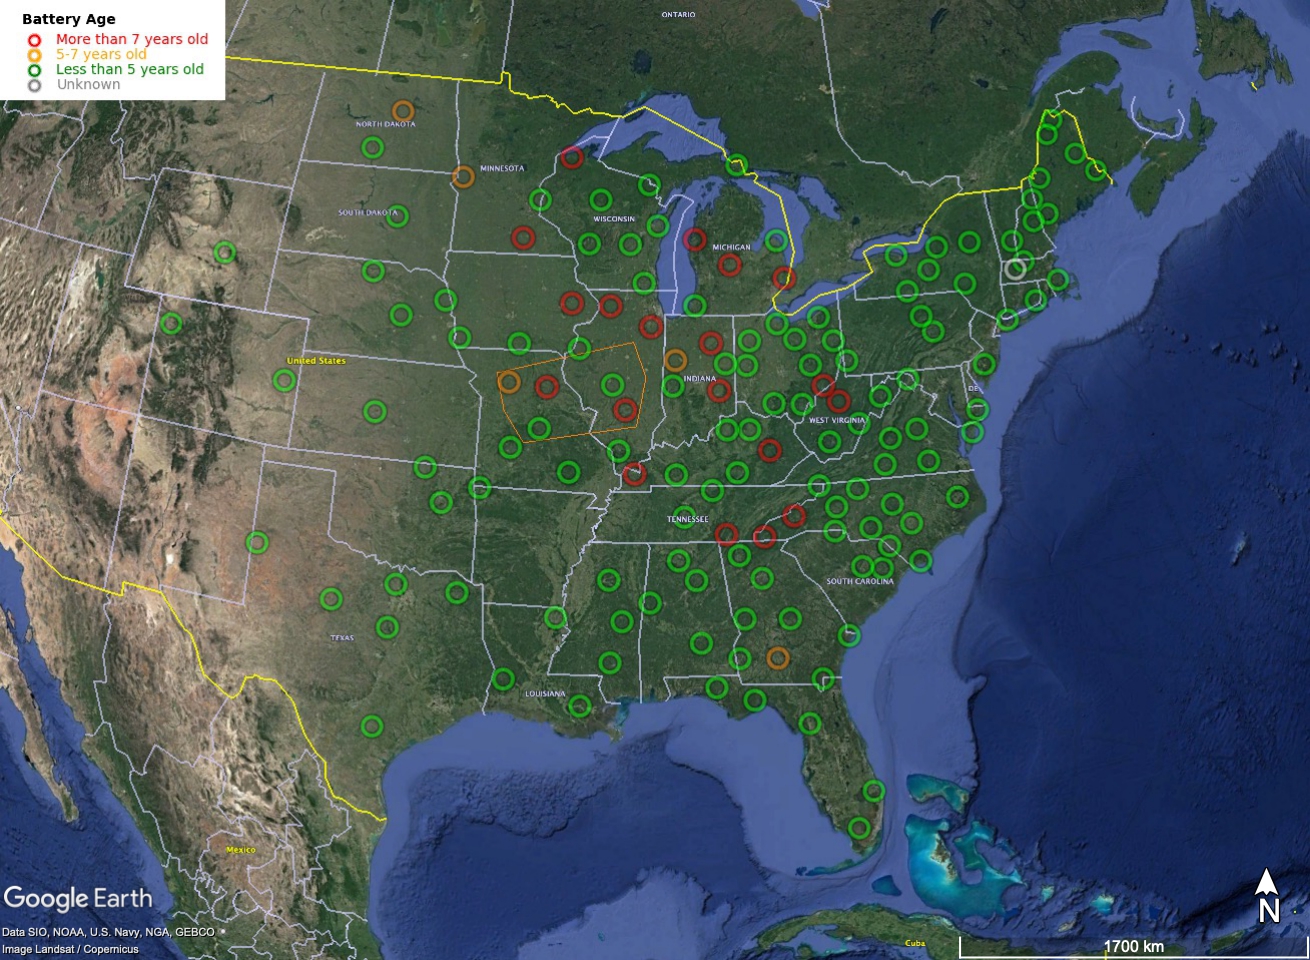 Battery Age
More than 7 years old
5-7 years old
Less than 5 years old
Unknown
ONTARIO
NORTH DAKOTA
MINNESOTA
SOUTH DAKOTA
WISCONSIN
MICHIGAN
United States
INDIANA
DE
WEST VIRGINIA
TENNESSEE
SOUTH CAROLINA
TEXAS
LOUISIANA
Mexico
Google Earth
N
Data SIO, NOAA, U.S. Navy, NGA, GEBCO
Image Landsat / Copernicus
Cuba
1700 km